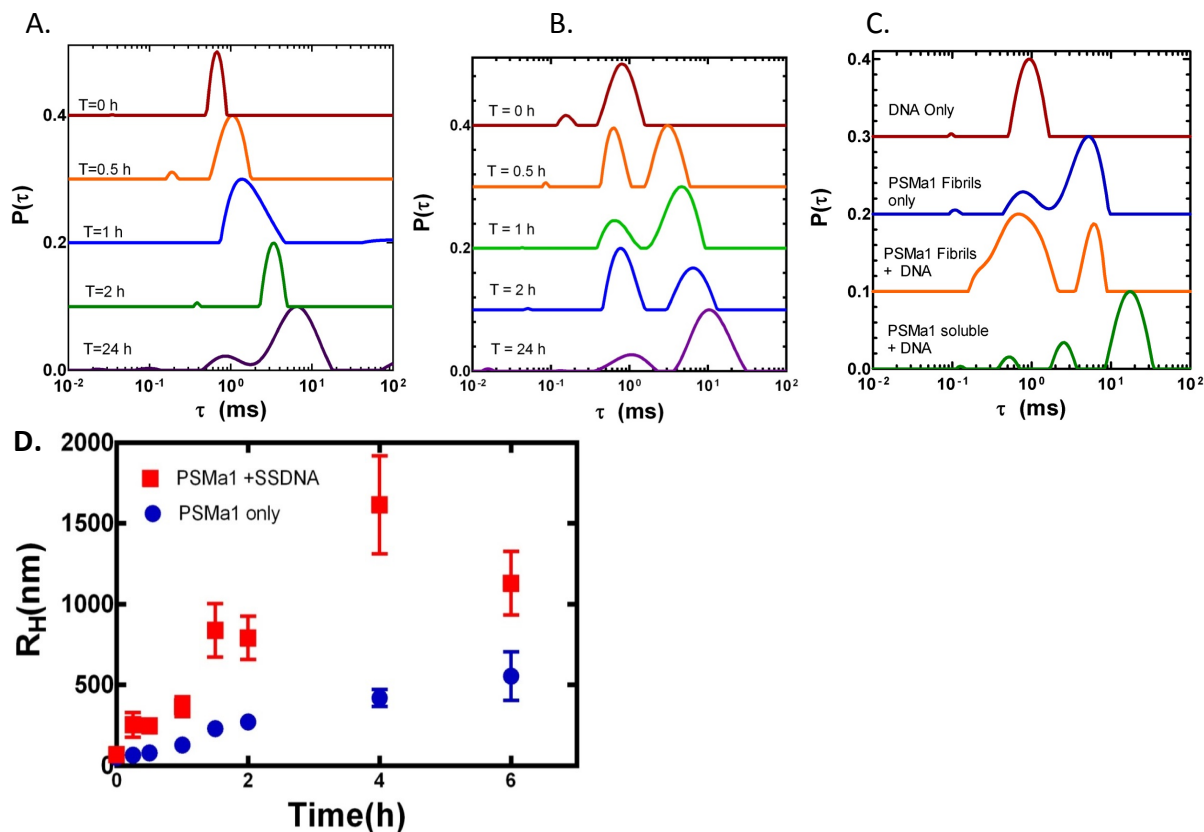 A.
B.
C.
T=0 h
T=0.5 h
T=1 h
T=2 h
T=24 h
P(τ)
0.4
0.2
0.0
10-2
10-1
100
101
102
τ (ms)
T = 0 h
T = 0.5 h
T = 1 h
T = 2 h
T = 24 h
P(τ)
0.4
0.2
0.0
10-2
10-1
100
101
102
τ (ms)
DNA Only
PSMa1 Fibrils
only
PSMa1 Fibrils
+ DNA
PSMa1 soluble
+ DNA
P(τ)
0.4
0.3
0.2
0.1
0.0
10-2
10-1
100
101
102
τ (ms)
D.
PSMa1 +SSDNA
PSMa1 only
RH(nm)
2000
1500
1000
500
0
0
2
4
6
Time(h)